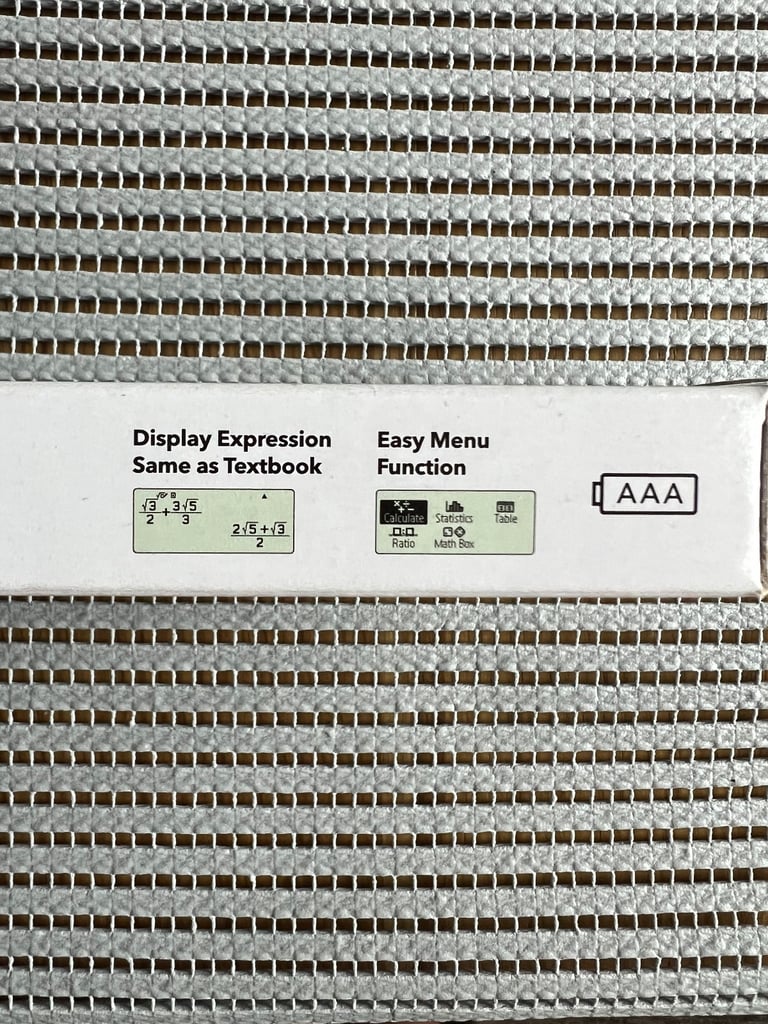 Display Expression
Same as Textbook
√3/2+3√5/3
2√5+√3/2
Easy Menu
Function
Calculate Statistics Table
Ratio Math Box
AAA